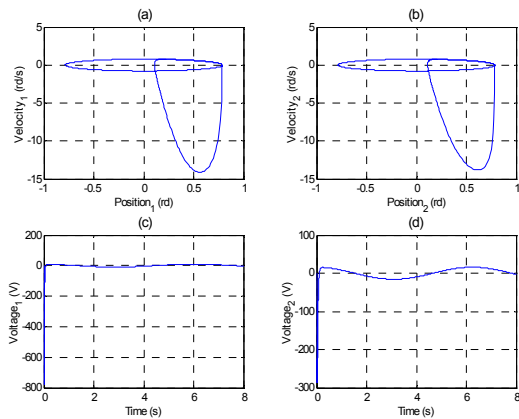 (a)
5
0
-5
-10
-15
-1 -0.5 0 0.5 1
Velocity1 (rd/s)
Position1 (rd)
(b)
5
0
-5
-10
-15
-1 -0.5 0 0.5 1
Velocity2 (rd/s)
Position2 (rd)
(c)
200
0
-200
-400
-600
-800
0 2 4 6 8
Voltage1 (V)
Time (s)
(d)
100
0
-100
-200
-300
0 2 4 6 8
Voltage2 (V)
Time (s)